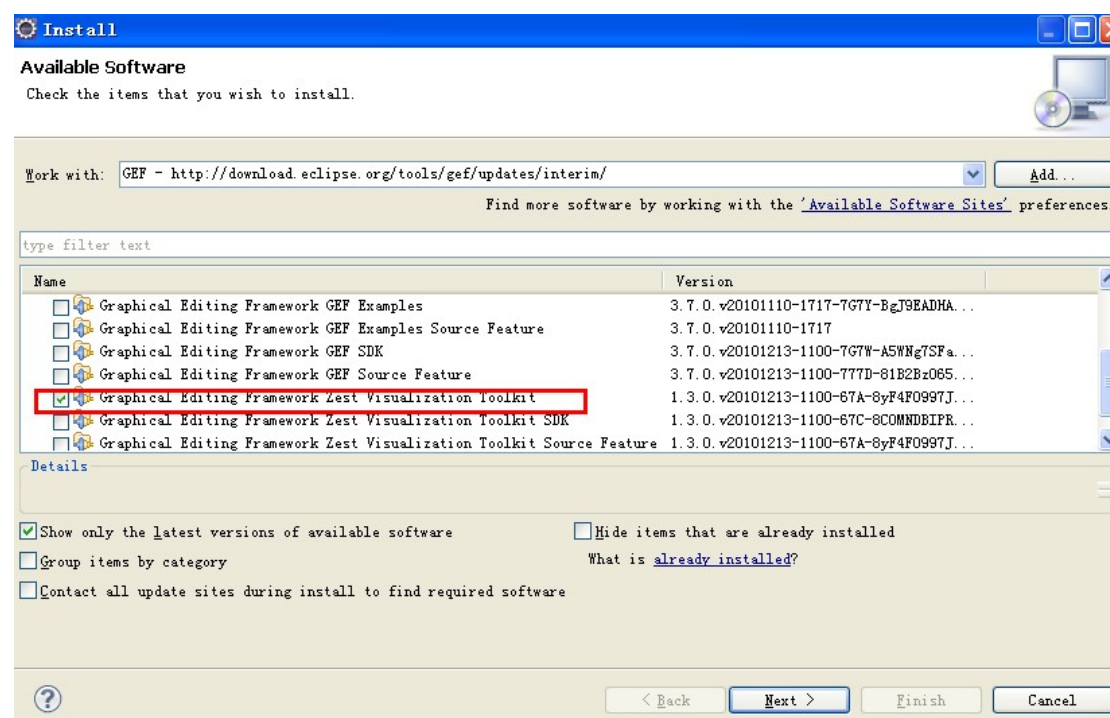 Install
Available Software
Check the items that you wish to install.
Work with: GEF - http://download.eclipse.org/tools/gef/updates/interim/ Add...
Find more software by working with the 'Available Software Sites' preferences
type filter text
Name Version
Graphical Editing Framework GEF Examples 3.7.0.v20101110-1717-7G7Y-BgJ9EADHA...
Graphical Editing Framework GEF Examples Source Feature 3.7.0.v20101110-1717
Graphical Editing Framework GEF SDK 3.7.0.v20101213-1100-7G7W-A5WNg7SFa...
Graphical Editing Framework GEF Source Feature 3.7.0.v20101213-1100-777D-81B2Bz065...
Graphical Editing Framework Zest Visualization Toolkit 1.3.0.v20101213-1100-67A-8yF4F0997J...
Graphical Editing Framework Zest Visualization Toolkit SDK 1.3.0.v20101213-1100-67C-8COMNDBIPR...
Graphical Editing Framework Zest Visualization Toolkit Source Feature 1.3.0.v20101213-1100-67A-8yF4F0997J...
Details
Show only the latest versions of available software Hide items that are already installed
Group items by category What is already installed?
Contact all update sites during install to find required software
< Back Next > Finish Cancel